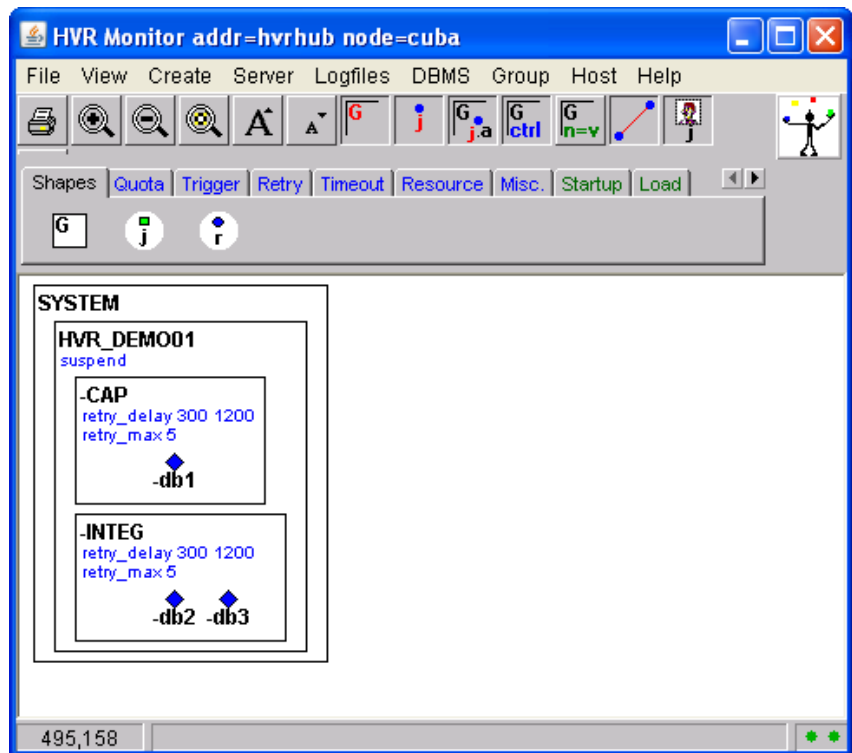 HVR Monitor addr=hvrhub node=cuba
File View Create Server Logfiles DBMS Group Host Help
A A G j G j.a G ctrl G n=v j
Shapes Quota Trigger Retry Timeout Resource Misc. Startup Load
G j r
SYSTEM
HVR_DEMO01
suspend
-CAP
retry_delay 300 1200
retry_max 5
-db1
-INTEG
retry_delay 300 1200
retry_max 5
-db2 -db3
495,158